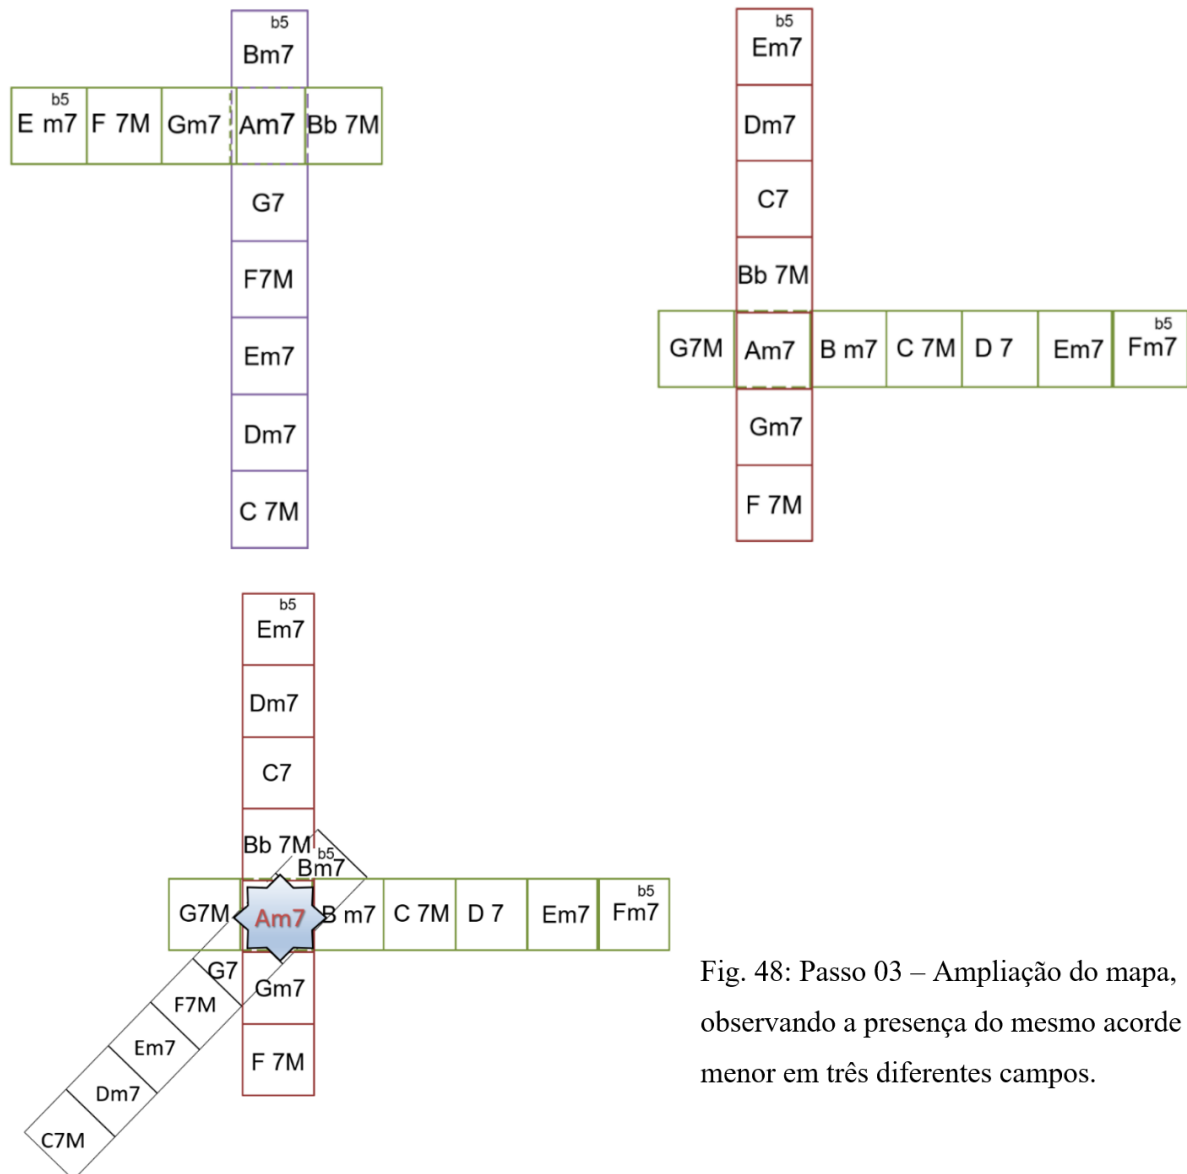 b5
Bm7
b5
E m7 F 7M Gm7 Am7 Bb 7M
G7
F7M
Em7
Dm7
C 7M
b5
Em7
Dm7
C7
Bb 7M
b5
G7M Am7 B m7 C 7M D 7 Em7 Fm7
Gm7
F 7M
b5
Em7
Dm7
C7
Bb 7M
b5
Bm7
b5
G7M Am7 B m7 C 7M D 7 Em7 Fm7
G7
Gm7
F7M
Em7
F 7M
Dm7
C7M
Fig. 48: Passo 03 – Ampliação do mapa,
observando a presença do mesmo acorde
menor em três diferentes campos.